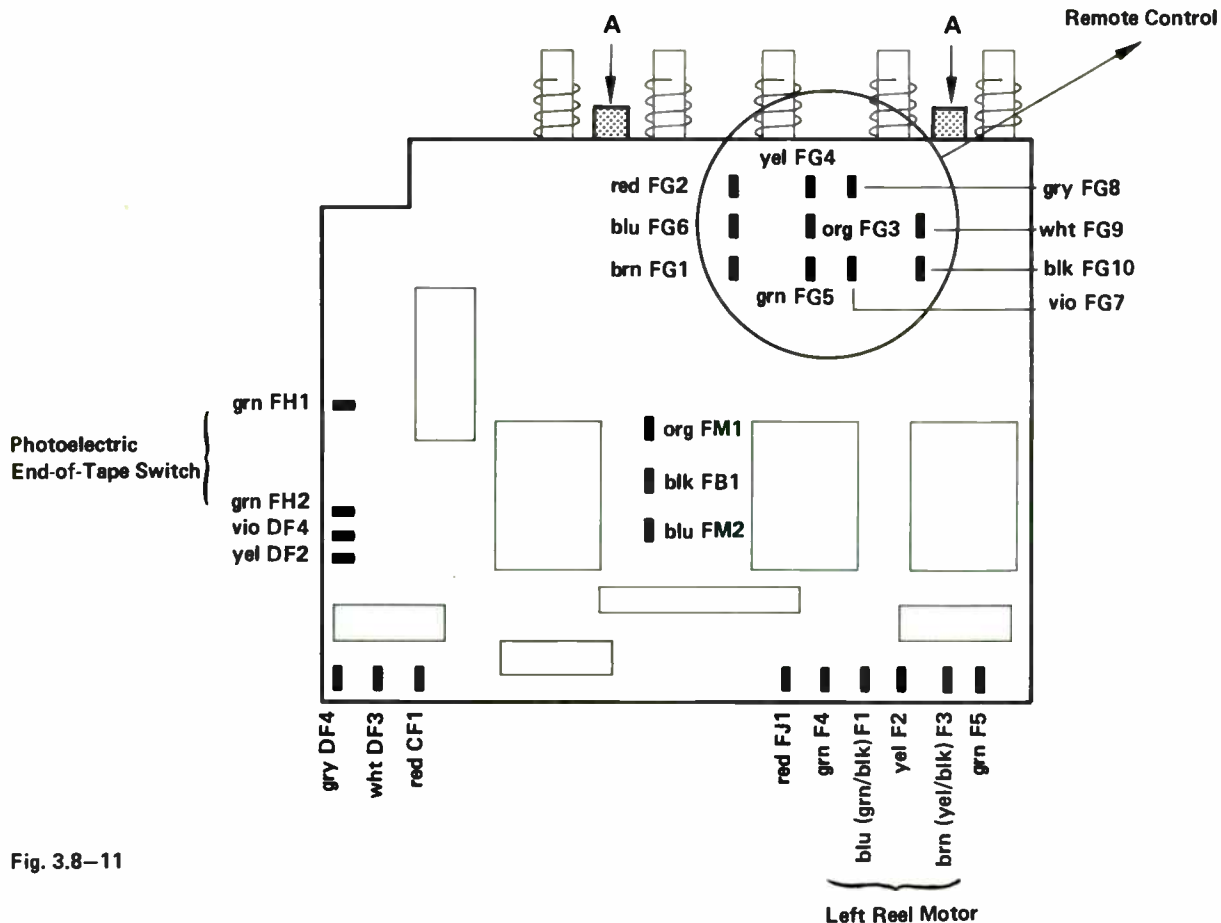 A
A
Remote Control
yel FG4
red FG2
gry FG8
blu FG6
org FG3
wht FG9
brn FG1
blk FG10
grn FG5
vio FG7
grn FH1
Photoelectric
End-of-Tape Switch
org FM1
blk FB1
grn FH2
vio DF4
blu FM2
yel DF2
gry DF4
wht DF3
red CF1
red FJ1
grn F4
blu (grn/blk) F1
yel F2
brn (yel/blk) F3
grn F5
Fig. 3.8–11
Left Reel Motor